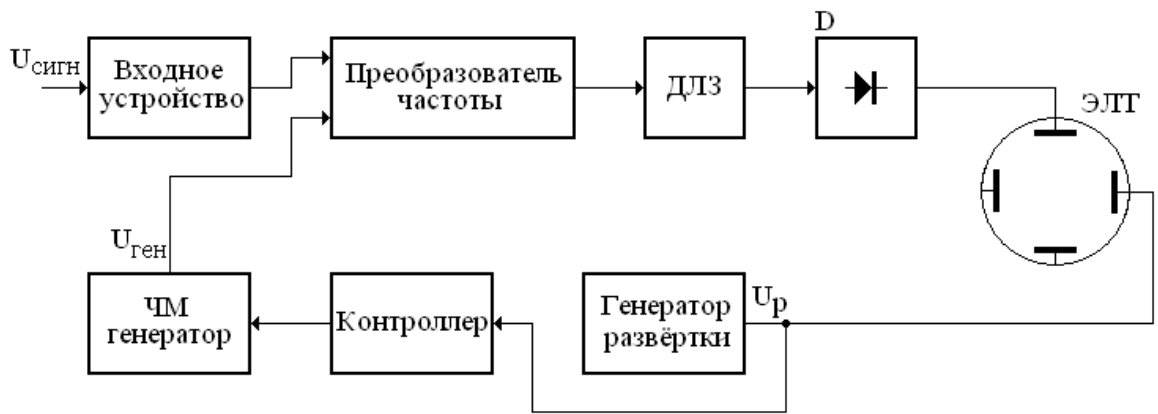 Uсигн
Входное
устройство
Преобразователь
частоты
ДЛЗ
D
ЭЛТ
Uген
ЧМ
генератор
Контроллер
Генератор
развёртки
Uр